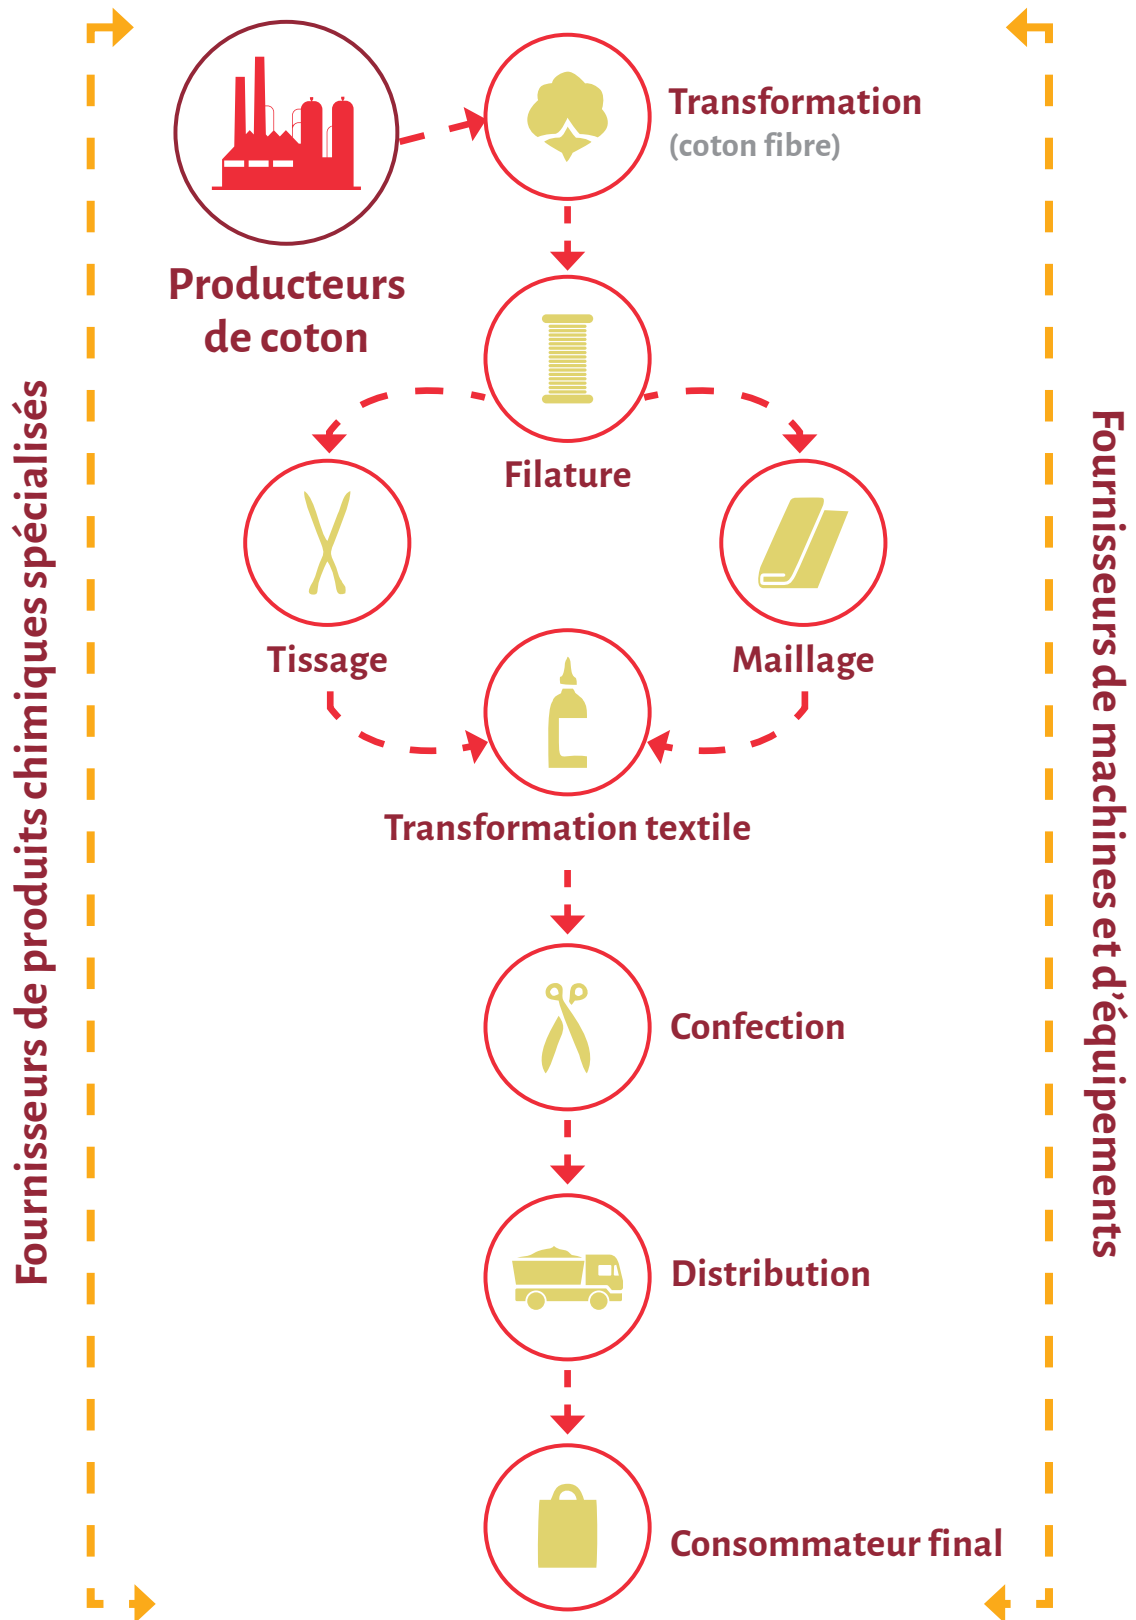 Transformation
(coton fibre)
Producteurs
de coton
Filature
Tissage
Maillage
Transformation textile
Confection
Distribution
Consommateur final
Fournisseurs de produits chimiques spécialisés
Fournisseurs de machines et d’équipements